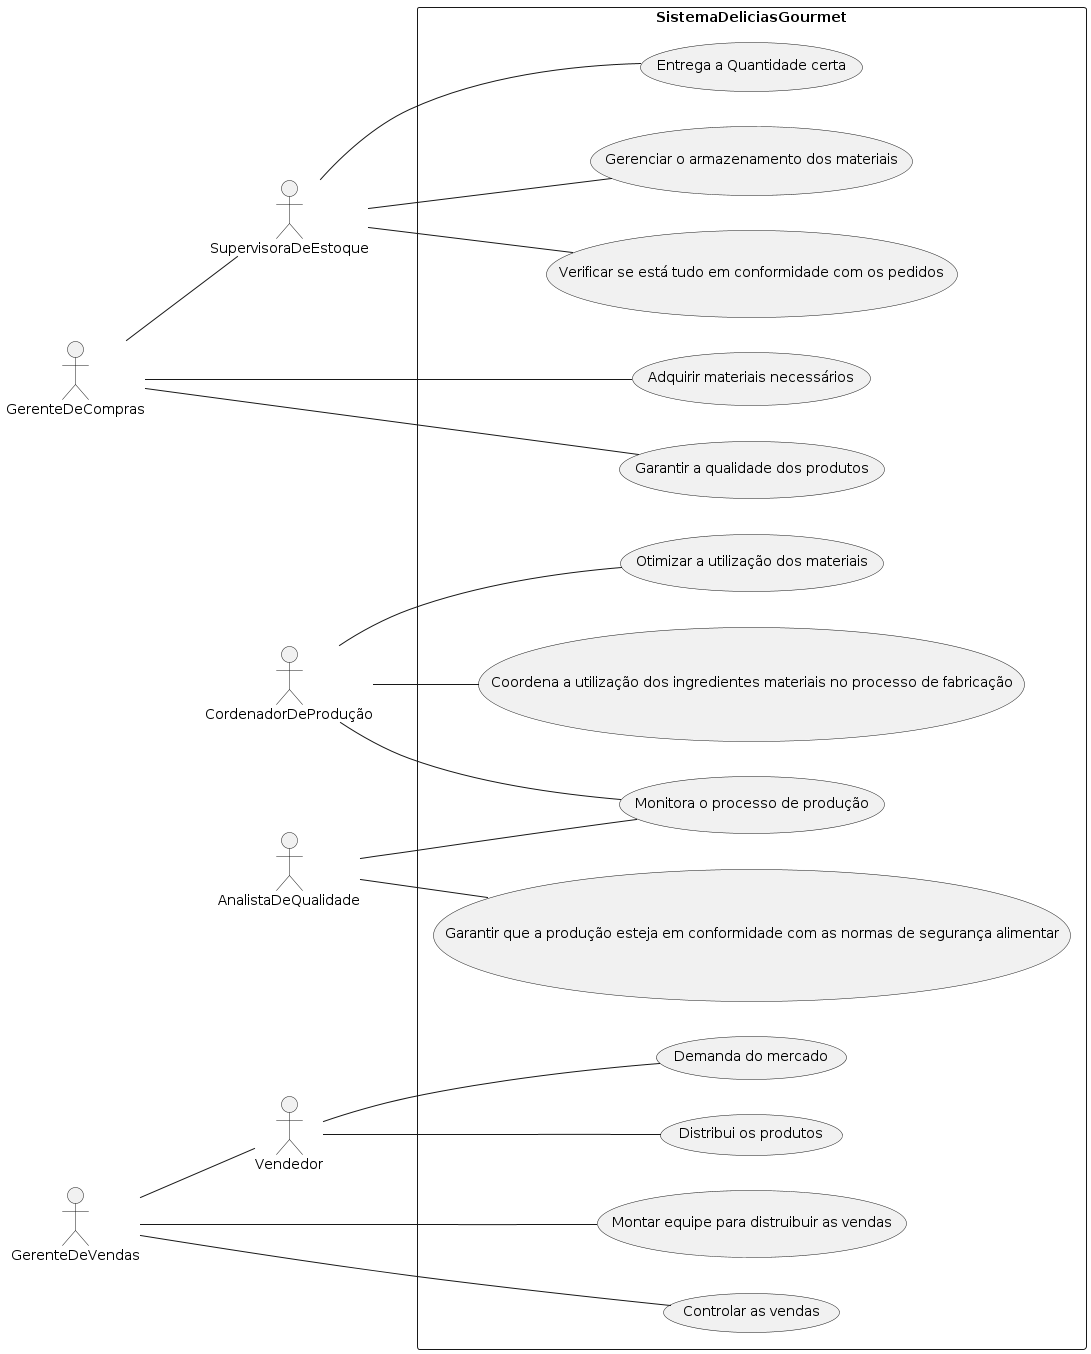 SistemaDeliciasGourmet
Entrega a Quantidade certa
Gerenciar o armazenamento dos materiais
SupervisoraDeEstoque
Verificar se está tudo em conformidade com os pedidos
Adquirir materiais necessários
GerenteDeCompras
Garantir a qualidade dos produtos
Otimizar a utilização dos materiais
Coordena a utilização dos ingredientes materiais no processo de fabricação
CordenadorDeProdução
Monitora o processo de produção
AnalistaDeQualidade
Garantir que a produção esteja em conformidade com as normas de segurança alimentar
Demanda do mercado
Distribui os produtos
Vendedor
Montar equipe para distruibuir as vendas
GerenteDeVendas
Controlar as vendas